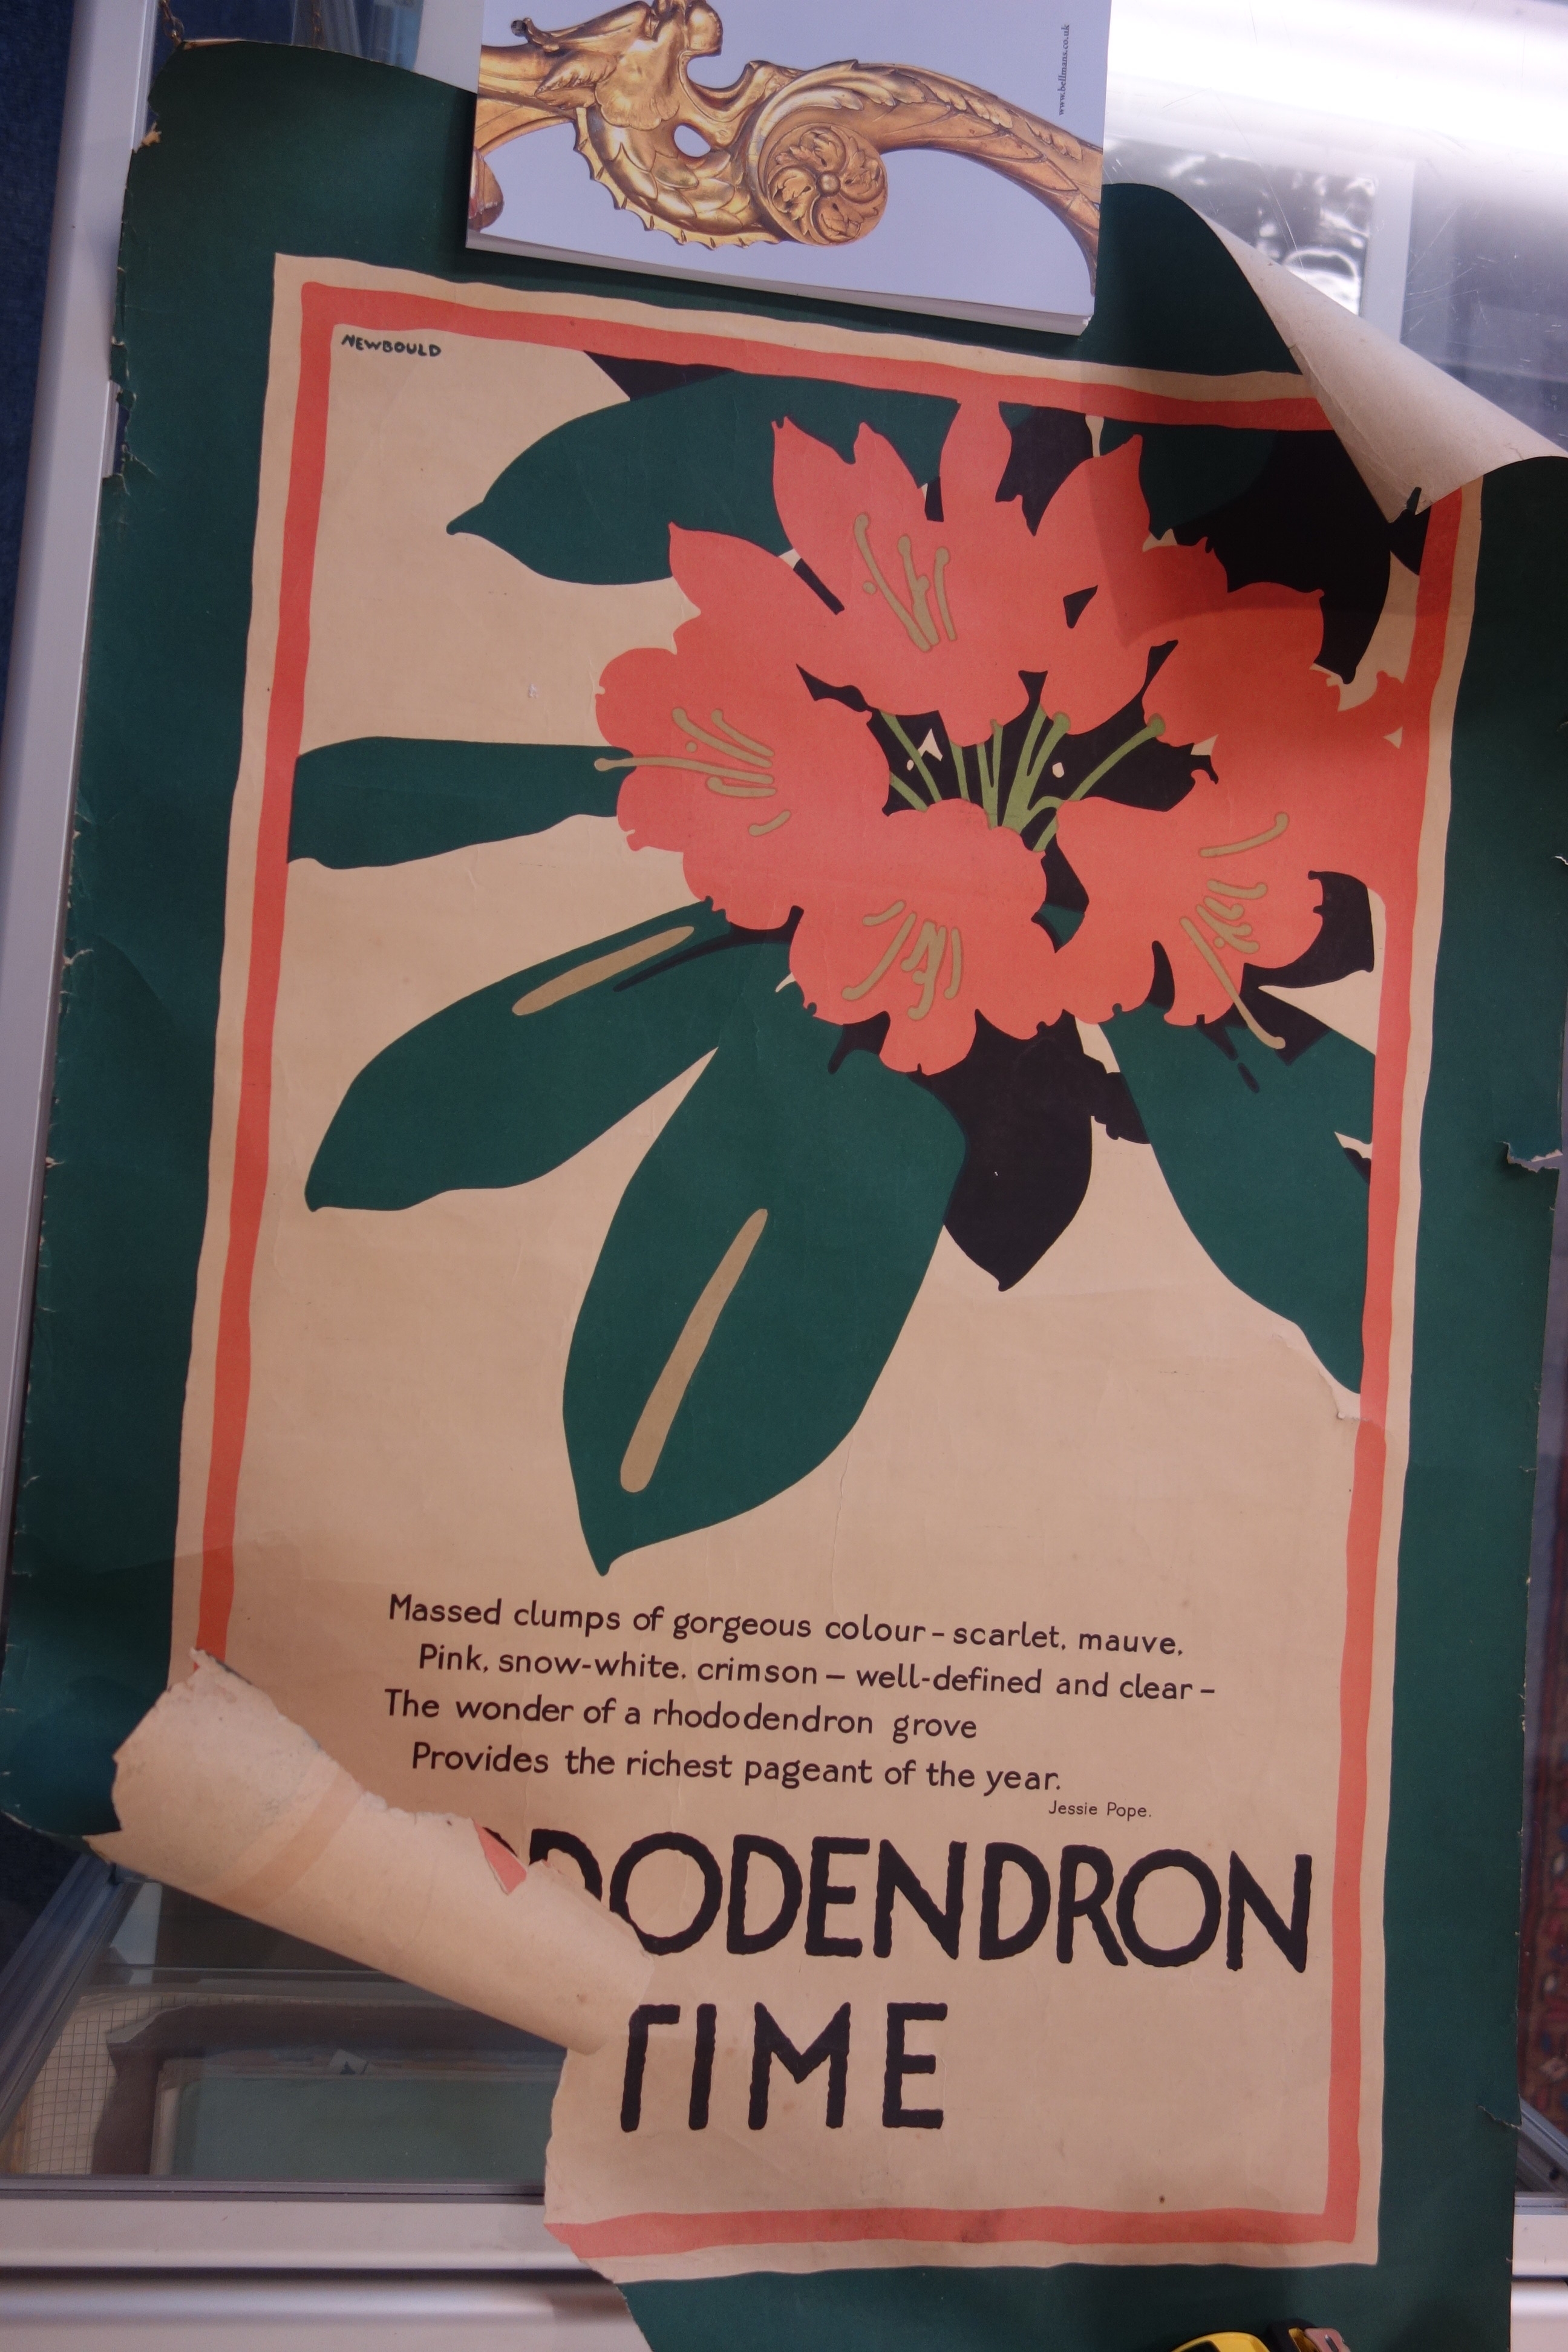 www.bellmans.co.uk
NEWBOULD
Massed clumps of gorgeous colour – scarlet, mauve,
Pink, snow-white, crimson – well-defined and clear –
The wonder of a rhododendron grove
Provides the richest pageant of the year.
Jessie Pope.
DODENDRON
TIME